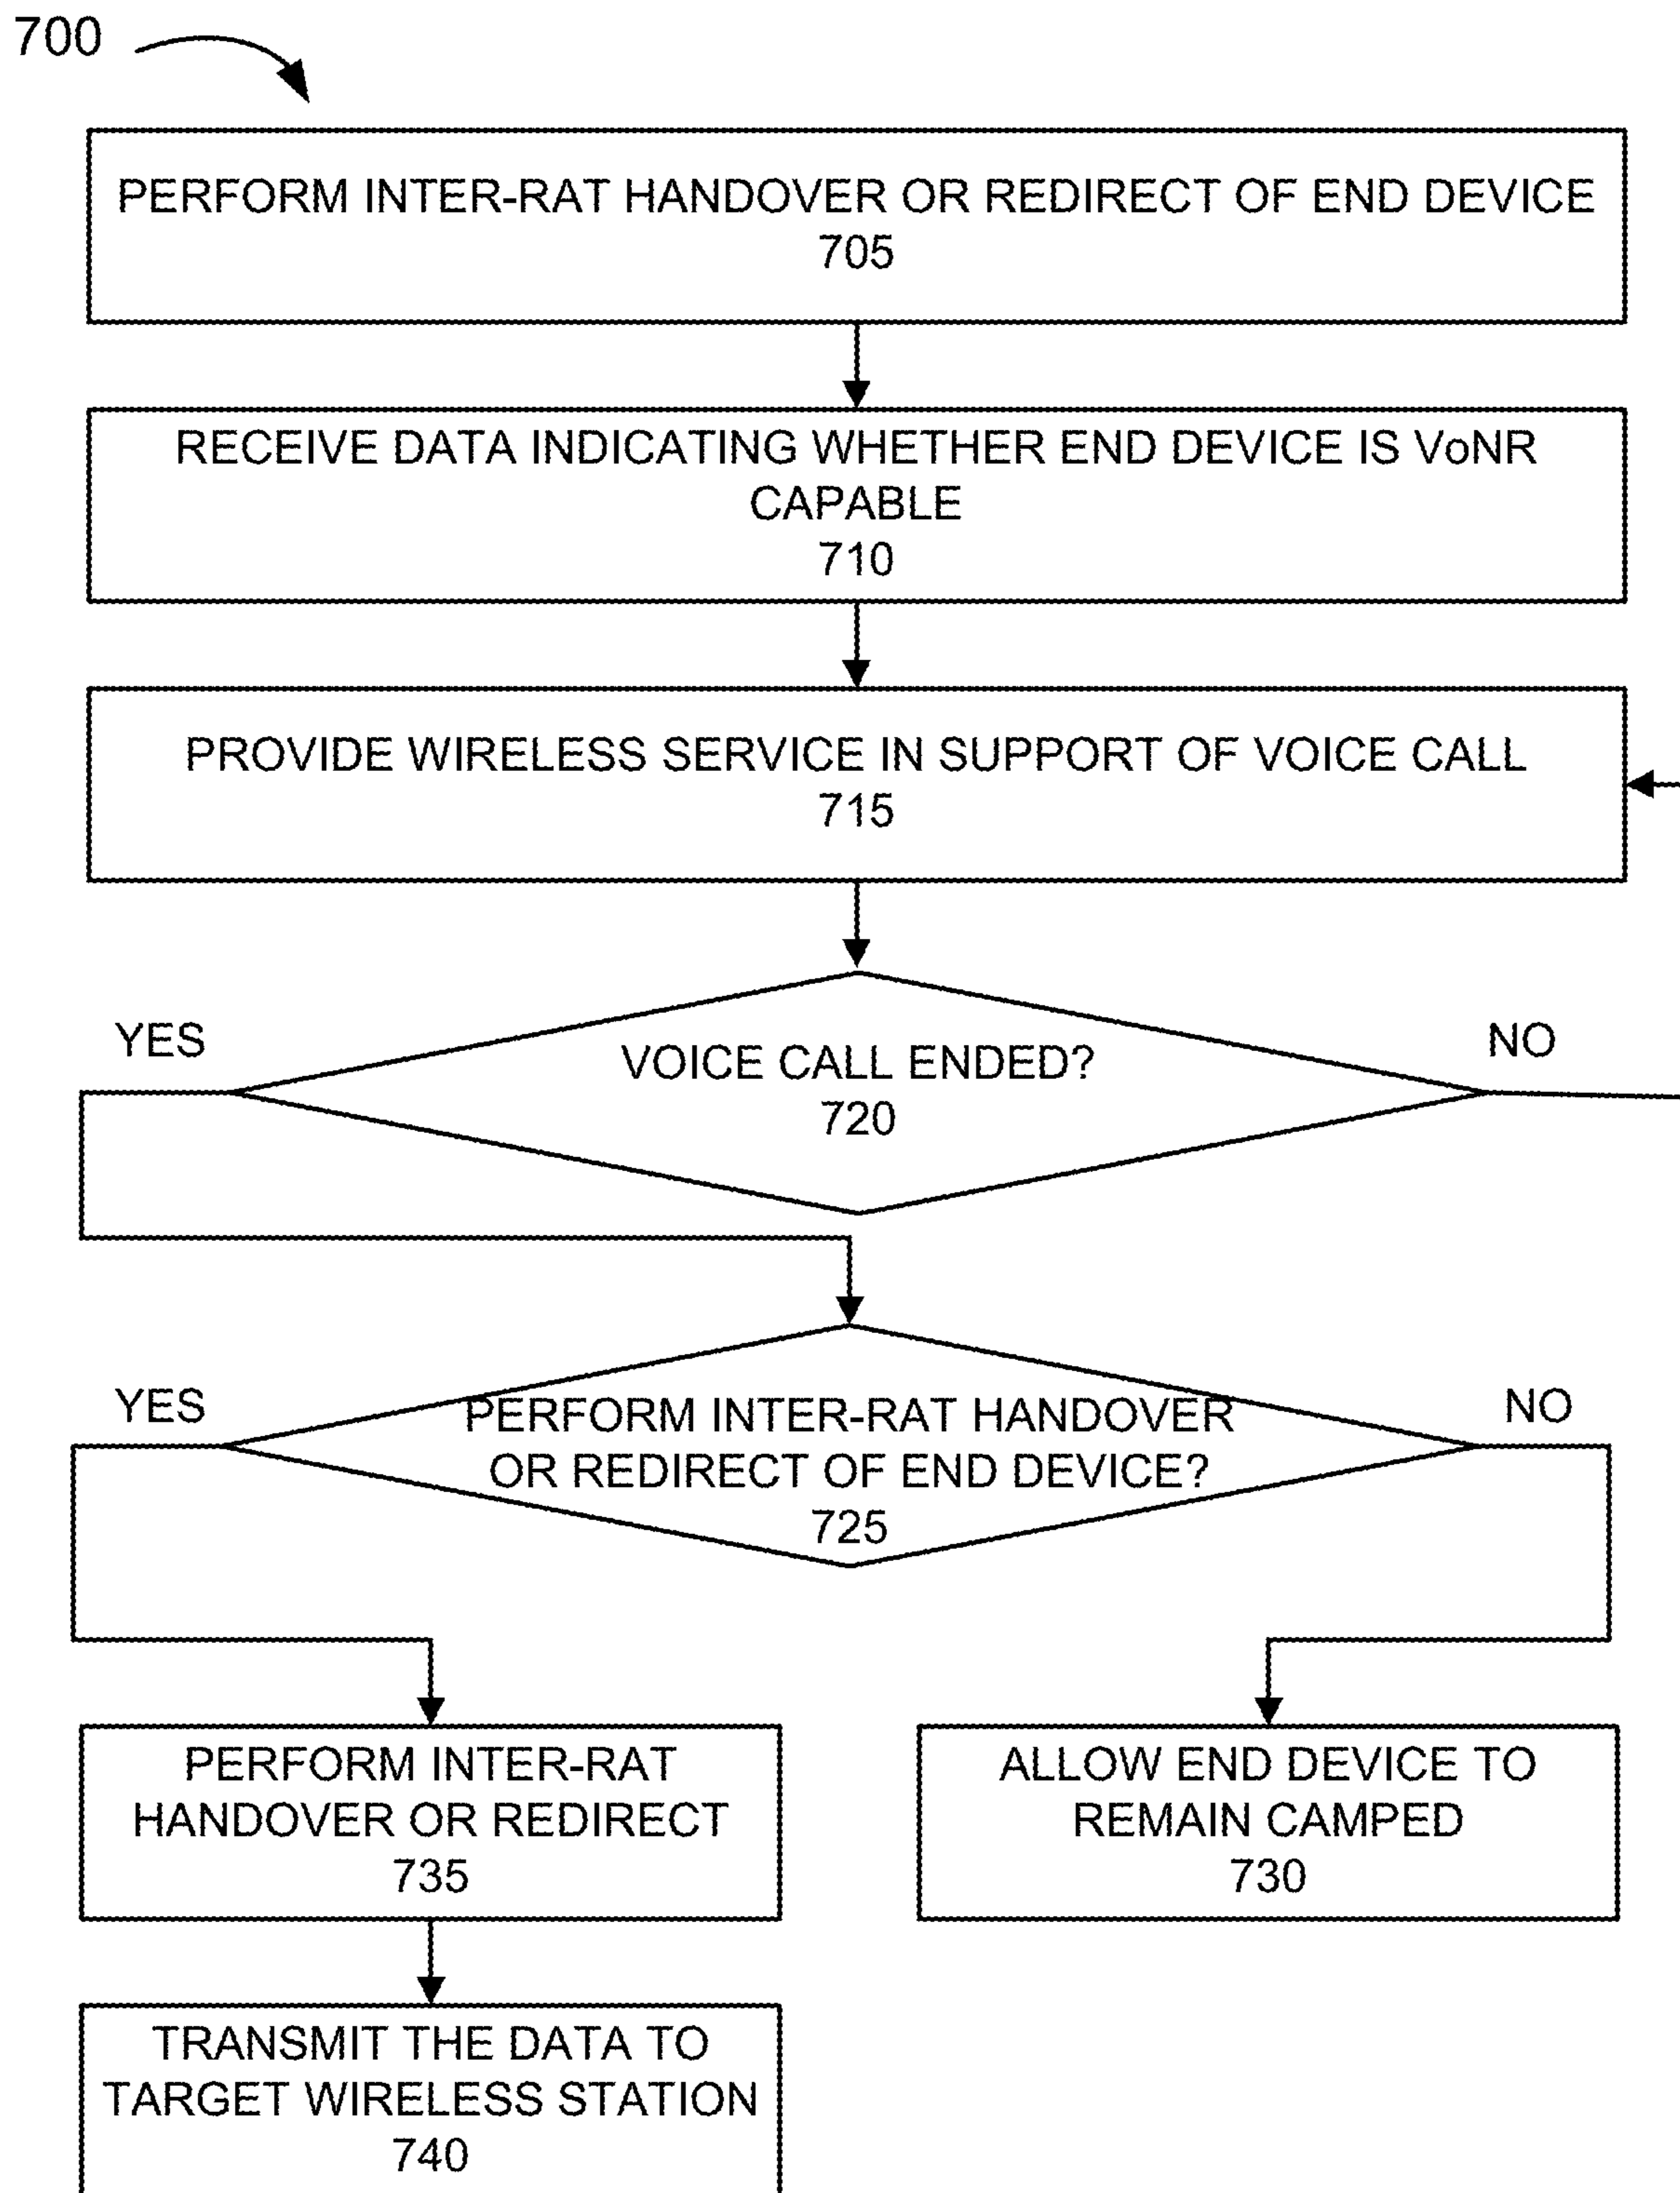 700
PERFORM INTER-RAT HANDOVER OR REDIRECT OF END DEVICE
705
RECEIVE DATA INDICATING WHETHER END DEVICE IS VoNR
CAPABLE
710
PROVIDE WIRELESS SERVICE IN SUPPORT OF VOICE CALL
715
YES
NO
VOICE CALL ENDED?
720
YES
NO
PERFORM INTER-RAT HANDOVER
OR REDIRECT OF END DEVICE?
725
PERFORM INTER-RAT
HANDOVER OR REDIRECT
735
ALLOW END DEVICE TO
REMAIN CAMPED
730
TRANSMIT THE DATA TO
TARGET WIRELESS STATION
740